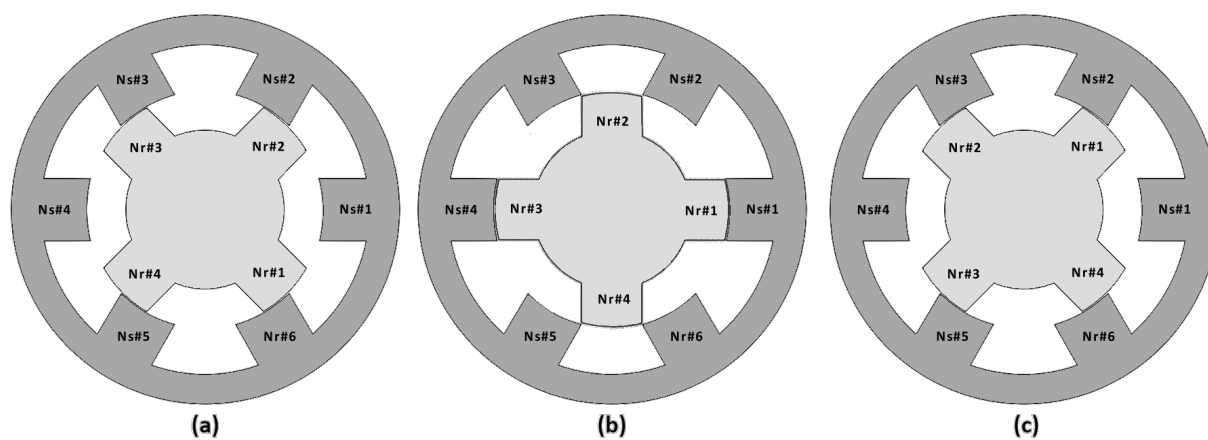 Ns#3 Ns#2
Nr#3 Nr#2
Ns#4 Ns#1
Nr#4 Nr#1
Ns#5 Nr#6
(a)
Ns#3 Ns#2
Nr#2
Ns#4 Nr#3 Nr#1 Ns#1
Nr#4
Ns#5 Nr#6
(b)
Ns#3 Ns#2
Nr#2 Nr#1
Ns#4 Ns#1
Nr#3 Nr#4
Ns#5 Nr#6
(c)